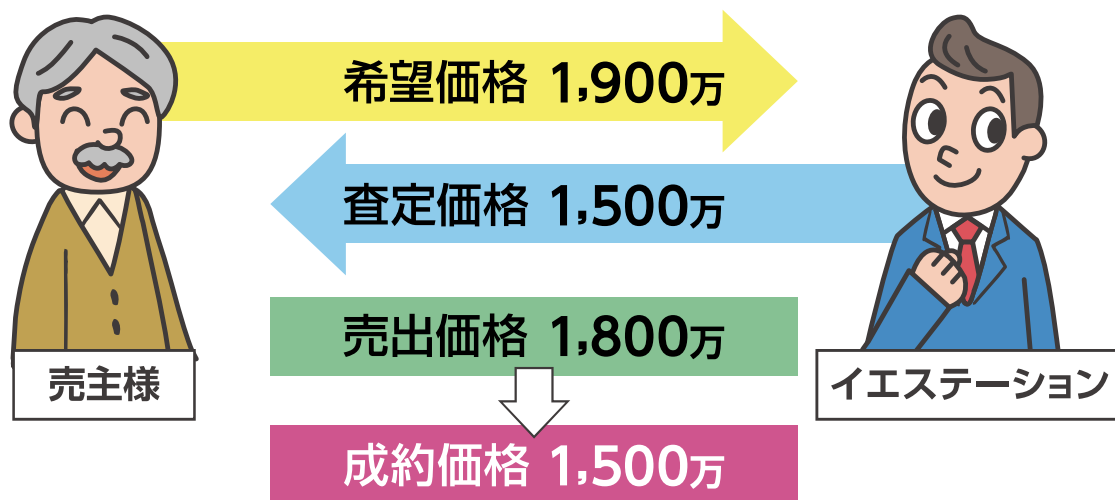 希望価格 1,900万
査定価格 1,500万
売出価格 1,800万
売主様
イエステーション
成約価格 1,500万